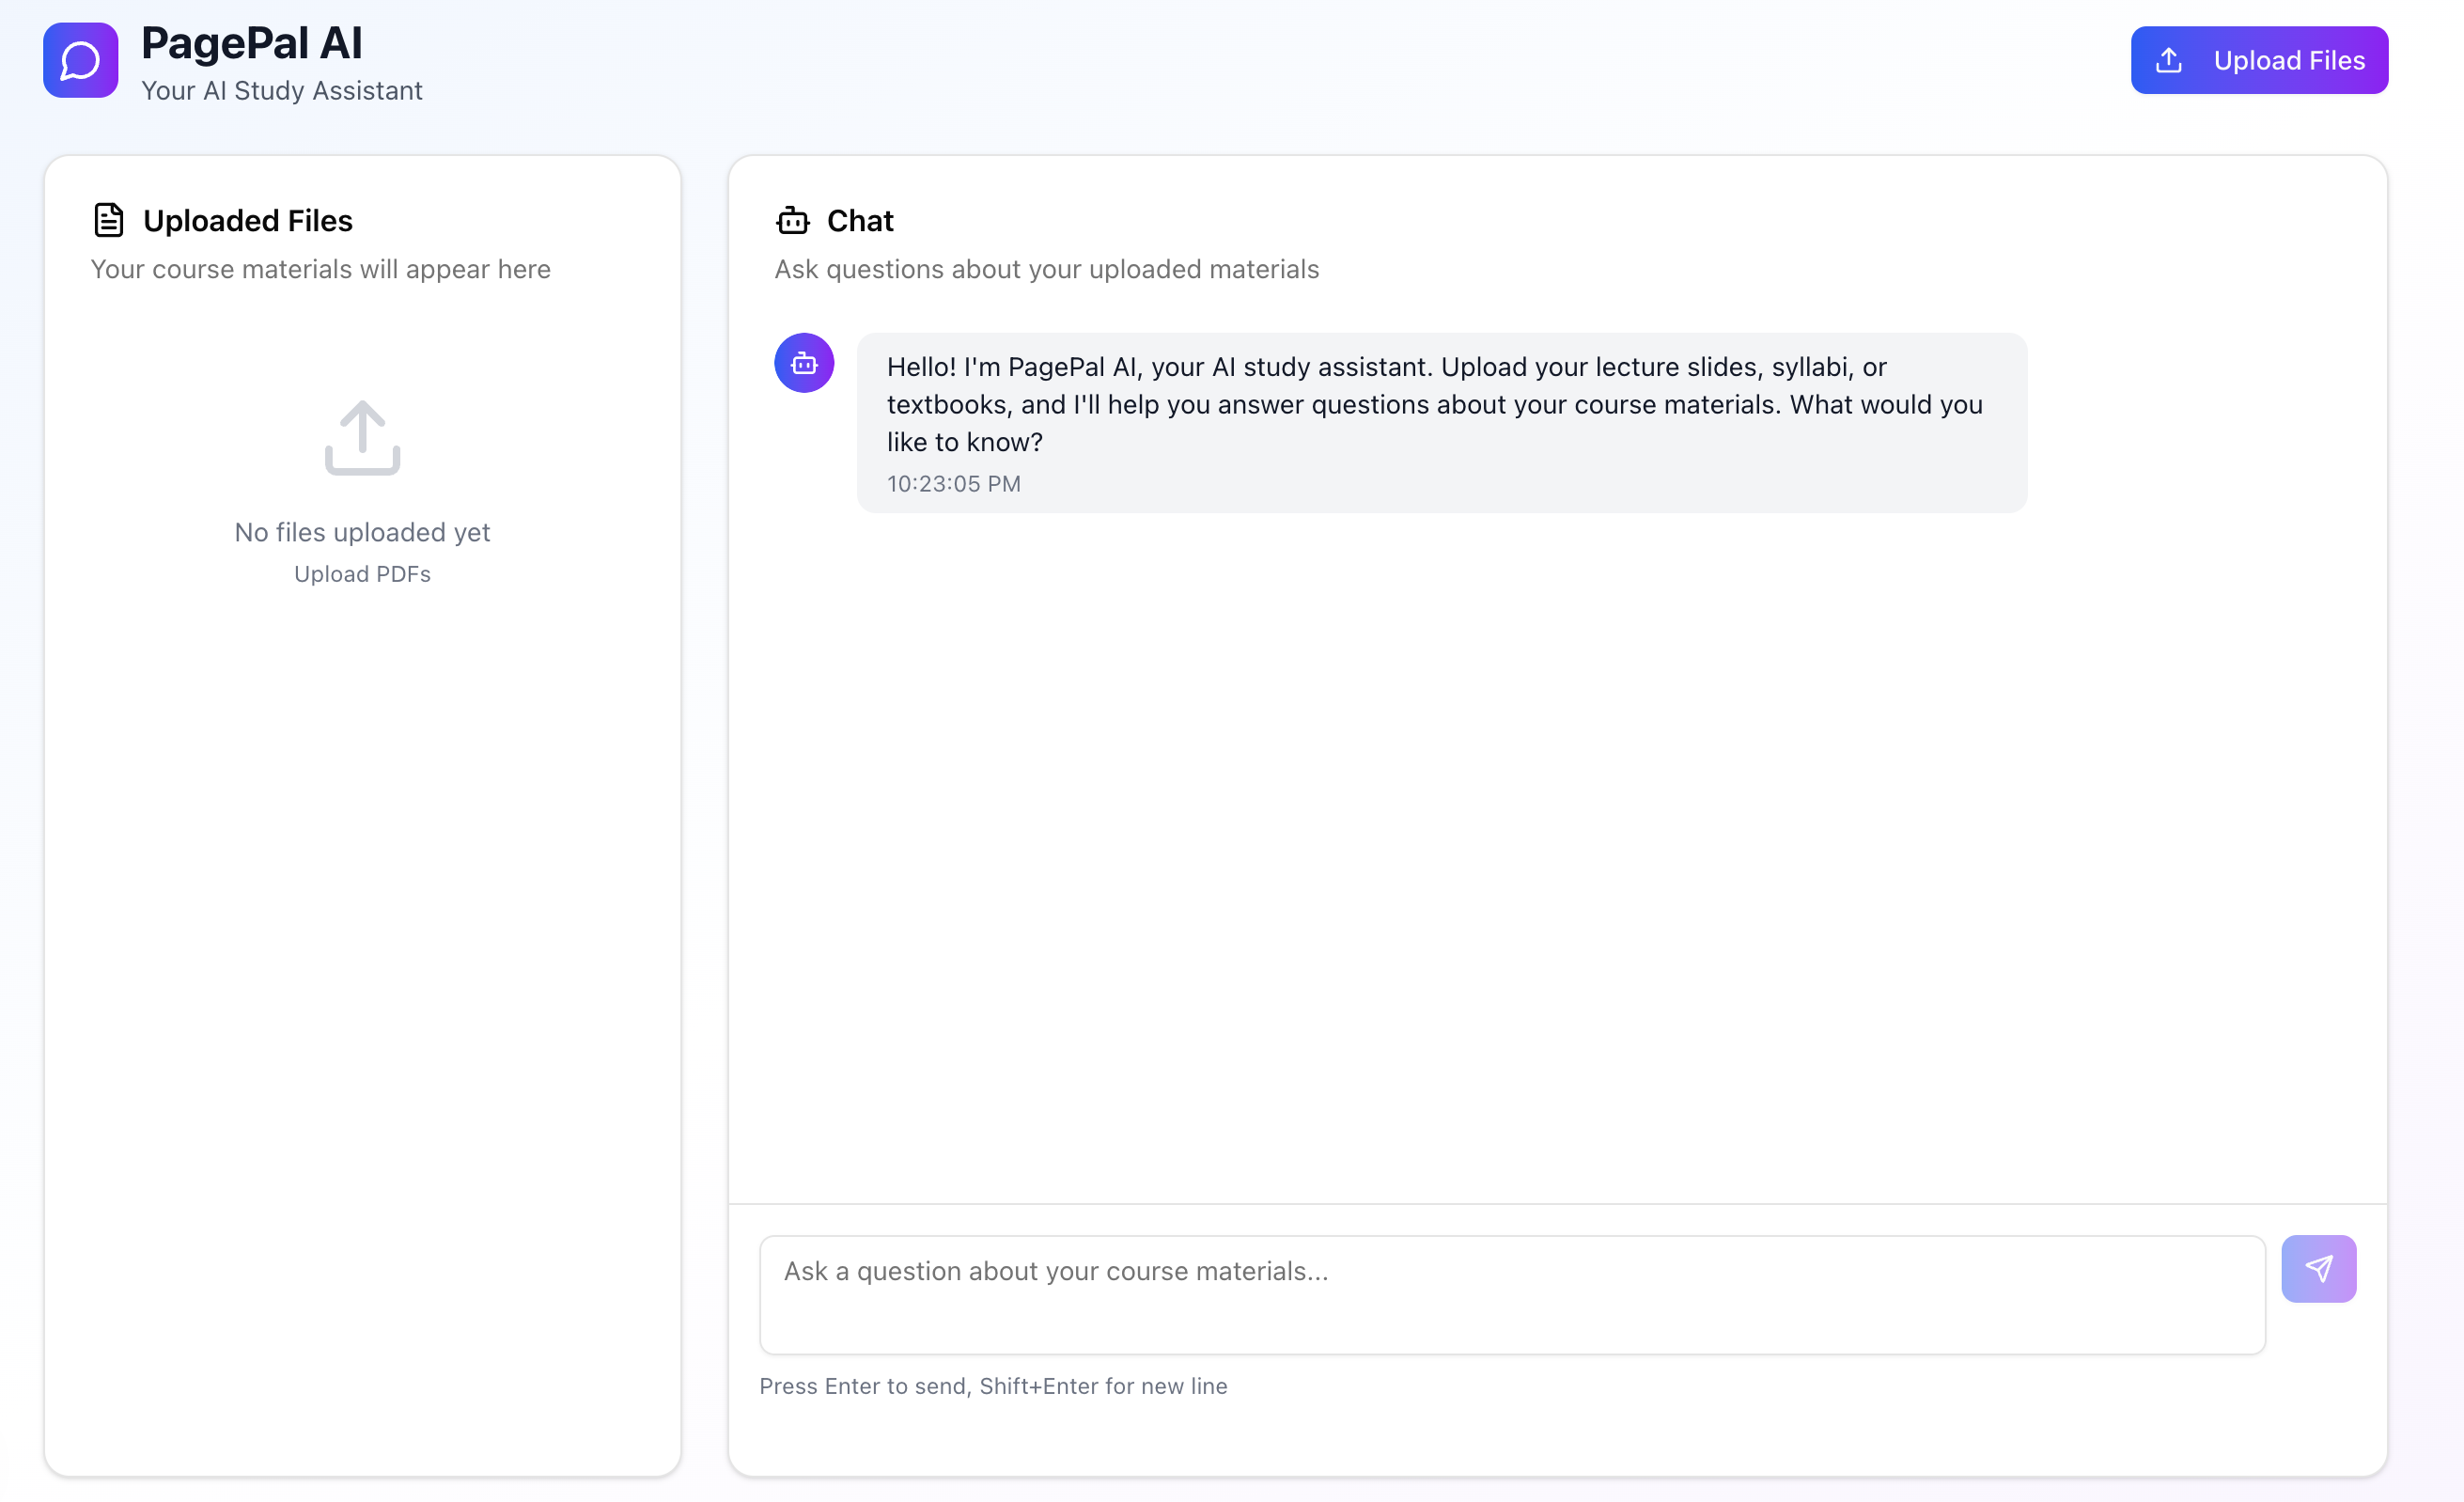 PagePal AI
Your AI Study Assistant
Upload Files
Uploaded Files
Your course materials will appear here
No files uploaded yet
Upload PDFs
Chat
Ask questions about your uploaded materials
Hello! I'm PagePal AI, your AI study assistant. Upload your lecture slides, syllabi, or
textbooks, and I'll help you answer questions about your course materials. What would you
like to know?
10:23:05 PM
Ask a question about your course materials...
Press Enter to send, Shift+Enter for new line